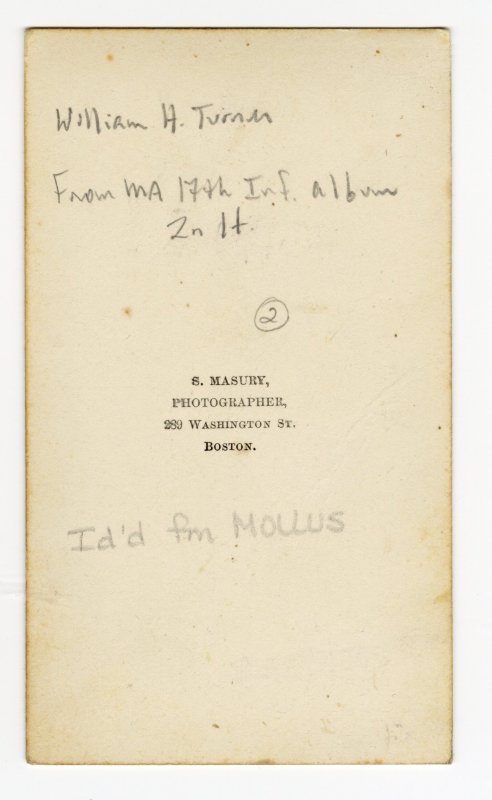 William H. Turner
From MA 17th Inf. album
2n lt.
2
S. MASURY,
PHOTOGRAPHER,
289 WASHINGTON ST.
BOSTON.
Id'd fm MOLLUS